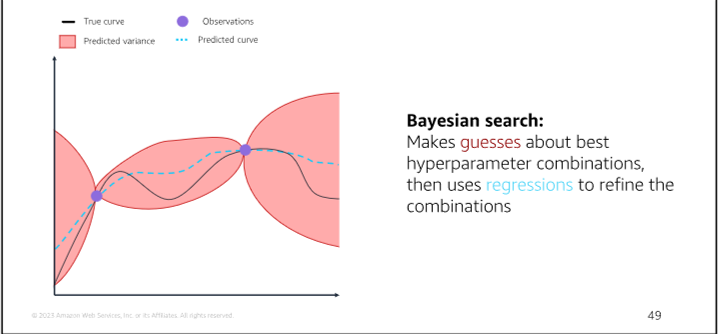 True curve
Observations
Predicted variance
Predicted curve
Bayesian search:
Makes guesses about best
hyperparameter combinations,
then uses regressions to refine the
combinations
© 2023 Amazon Web Services, Inc. or its Affiliates. All rights reserved.
49